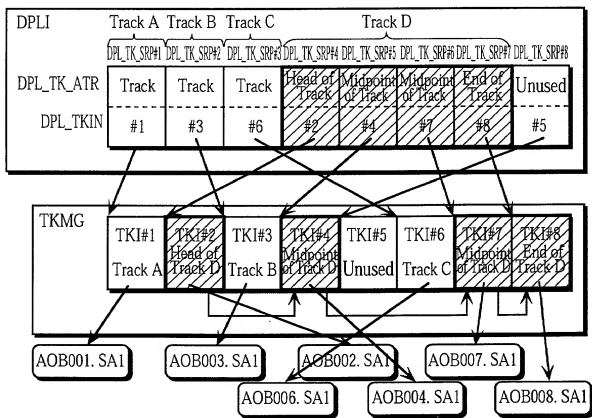 DPLI
Track A Track B Track C Track D
DPL_TK_SRP#1 DPL_TK_SRP#2 DPL_TK_SRP#3 DPL_TK_SRP#4 DPL_TK_SRP#5 DPL_TK_SRP#6 DPL_TK_SRP#7 DPL_TK_SRP#8
DPL_TK_ATR Track Track Track Head of Track Midpoint of Track Midpoint of Track End of Track Unused
DPL_TKIN #1 #3 #6 #2 #4 #7 #8 #5
TKMG
TKI#1 TKI#2 TKI#3 TKI#4 TKI#5 TKI#6 TKI#7 TKI#8
Track A Head of Track D Track B Midpoint of Track D Unused Track C Midpoint of Track D End of Track D
AOB001. SA1 AOB003. SA1 AOB002. SA1 AOB007. SA1
AOB006. SA1 AOB004. SA1 AOB008. SA1